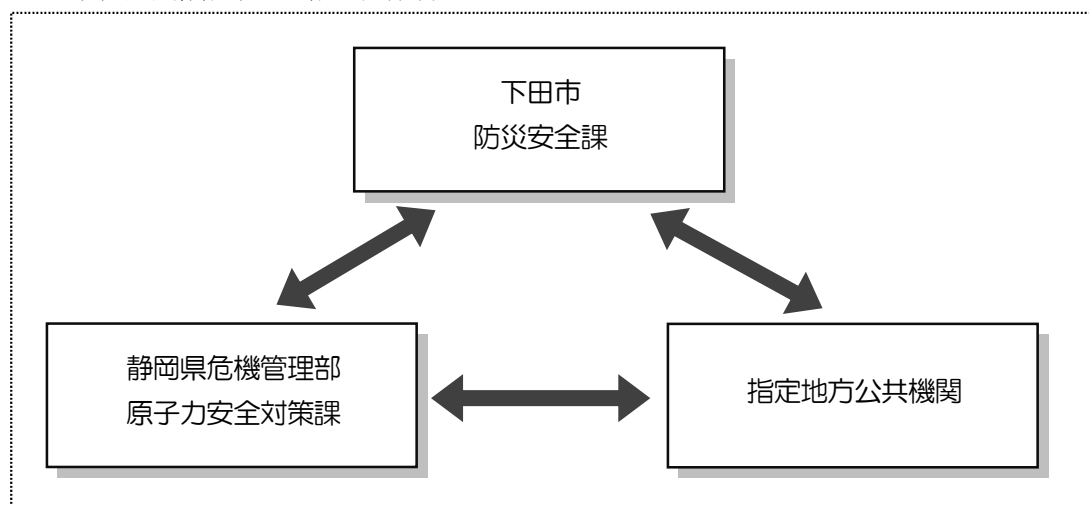 下田市
防災安全課
静岡県危機管理部
原子力安全対策課
指定地方公共機関